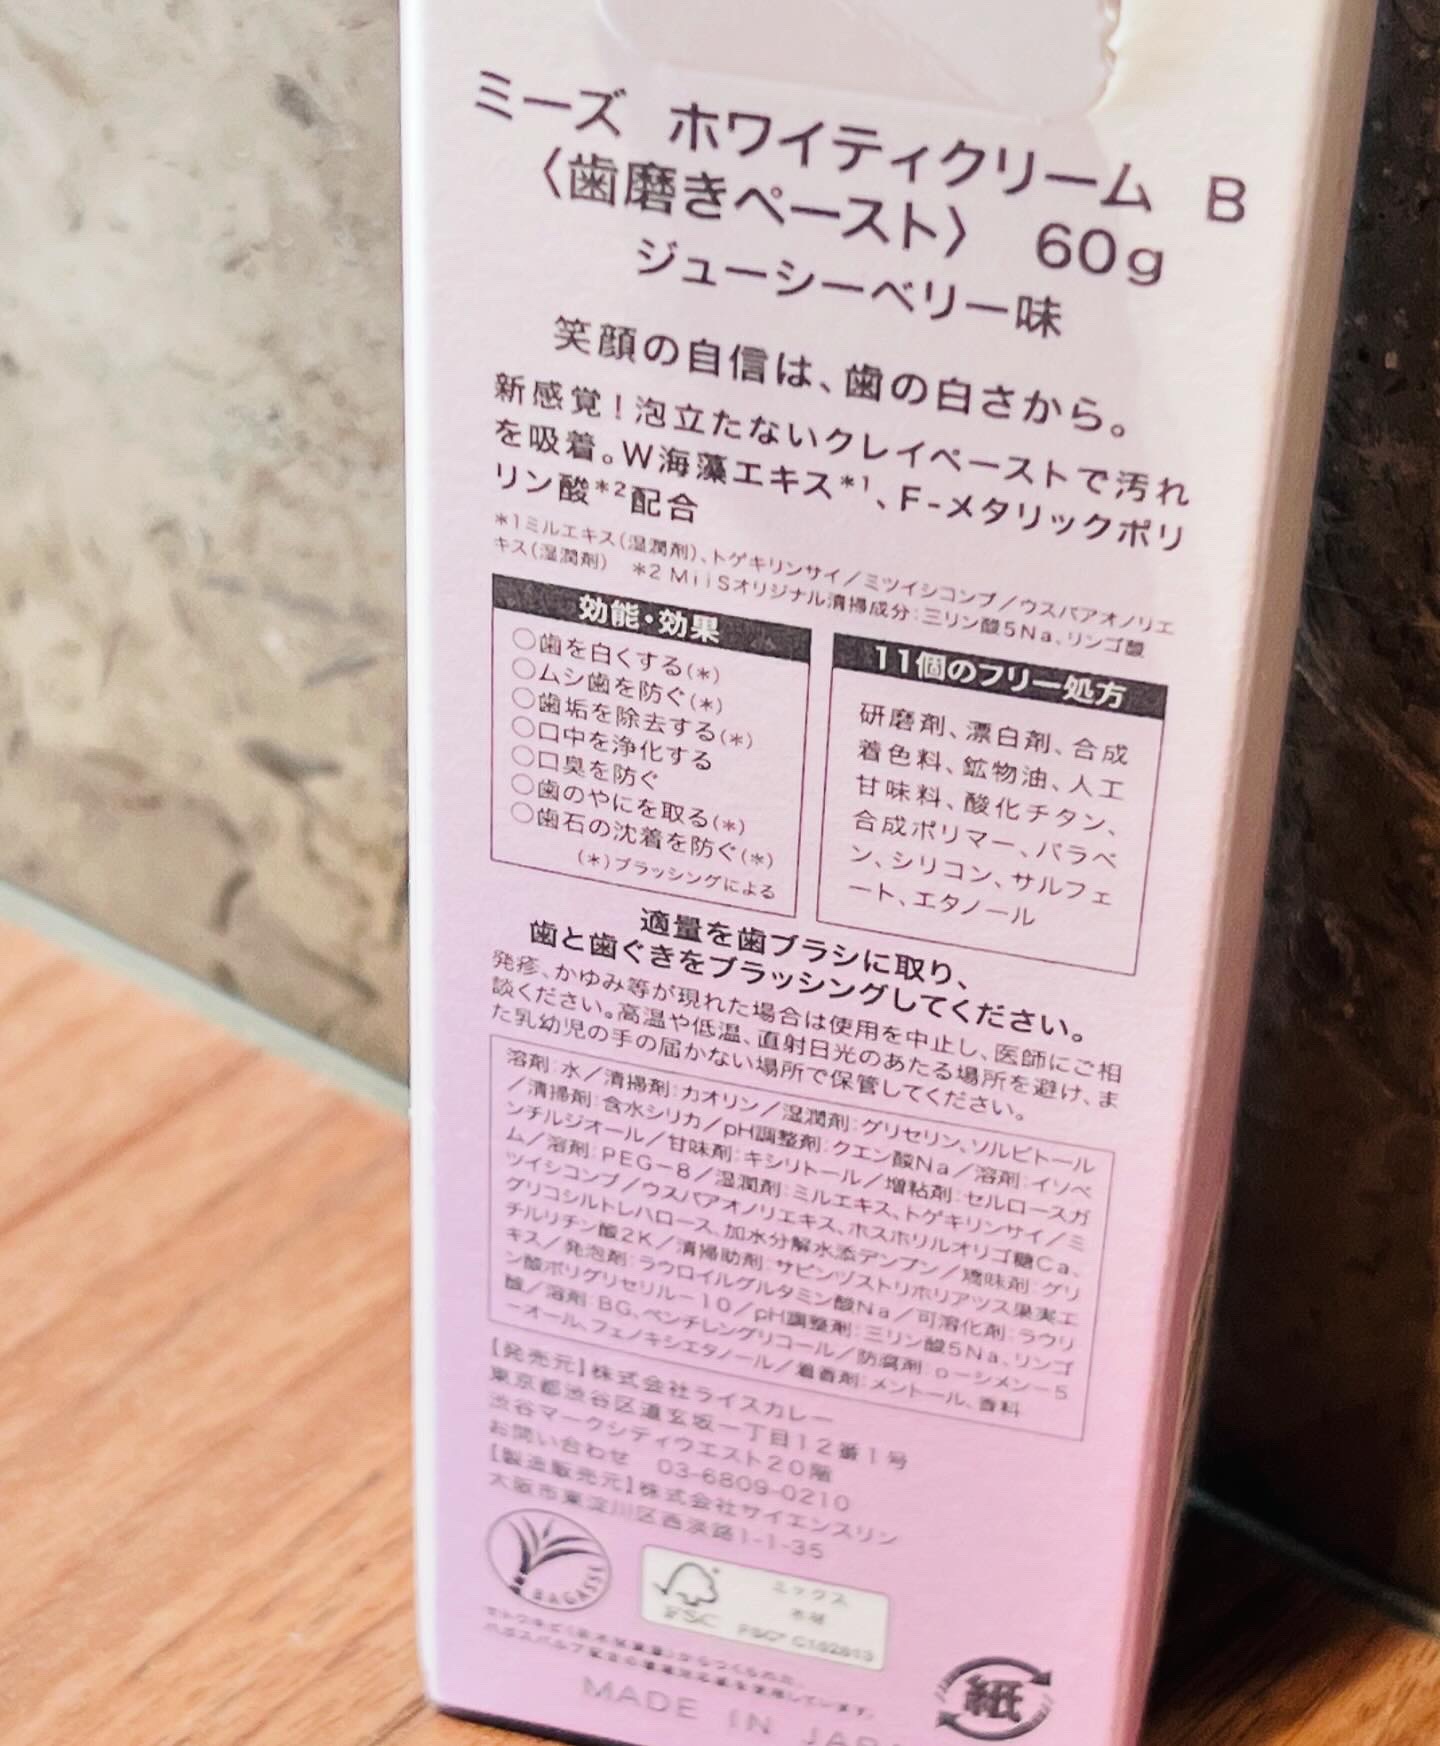 ミーズ ホワイティクリーム B
〈歯磨きペースト〉 60g
ジューシーベリー味
笑顔の自信は、歯の白さから。
新感覚!泡立たないクレイペーストで汚れ
を吸着。W海藻エキス*1、F-メタリックポリ
リン酸*2配合
*1ミルエキス(湿潤剤)、トゲキリンサイ/ミツイシコンブ/ウスバアオノリエ
キス(湿潤剤) *2 MiiSオリジナル清掃成分:三リン酸5Na、リンゴ酸
効能・効果
○歯を白くする(*)
○ムシ歯を防ぐ(*)
○歯垢を除去する(*)
○口中を浄化する
○口臭を防ぐ
○歯のやにを取る(*)
○歯石の沈着を防ぐ(*)
(*)ブラッシングによる
11個のフリー処方
研磨剤、漂白剤、合成
着色料、鉱物油、人工
甘味料、酸化チタン、
合成ポリマー、パラベ
ン、シリコン、サルフェ
ート、エタノール
適量を歯ブラシに取り、
歯と歯ぐきをブラッシングしてください。
発疹、かゆみ等が現れた場合は使用を中止し、医師にご相
談ください。高温や低温、直射日光のあたる場所を避け、ま
た乳幼児の手の届かない場所で保管してください。
溶剤:水/清掃剤:カオリン/湿潤剤:グリセリン、ソルビトール
/清掃剤:含水シリカ/pH調整剤:クエン酸Na/溶剤:イソペ
ンチルジオール/甘味剤:キシリトール/増粘剤:セルロースガ
ム/溶剤:PEG-8/湿潤剤:ミルエキス、トゲキリンサイ/ミ
ツイシコンブ/ウスバアオノリエキス、ホスホリルオリゴ糖Ca、
グリコシルトレハロース、加水分解水添デンプン/矯味剤:グリ
チルリチン酸2K/清掃助剤:サピンヅストリホリアツス果実エ
キス/発泡剤:ラウロイルグルタミン酸Na/可溶化剤:ラウリ
ン酸ポリグリセリル-10/pH調整剤:三リン酸5Na、リンゴ
酸/溶剤:BG、ペンチレングリコール/防腐剤:o-シメン-5
-オール、フェノキシエタノール/着香剤:メントール、香料
【発売元】株式会社ライスカレー
東京都渋谷区道玄坂一丁目12番1号
渋谷マークシティウエスト20階
お問い合わせ 03-6809-0210
【製造販売元】株式会社サイエンスリン
大阪市東淀川区西淡路1-1-35
BAGASSE
FSC
ミックス
FSC® C102813
MADE IN
紙